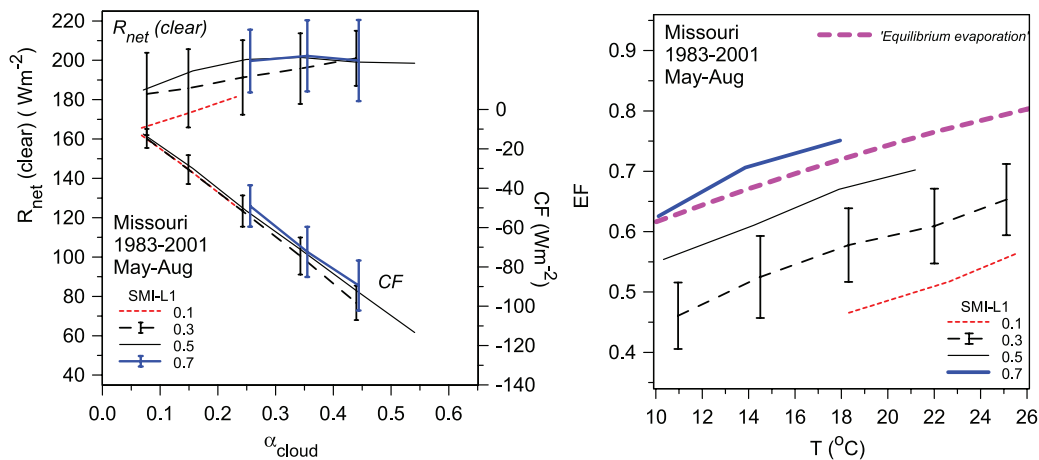 R_net (clear)
220
200
180
160
140
120
100
80
60
40
R_net (clear) ( Wm⁻²)
0
-20
-40
-60
-80
-100
-120
-140
CF (Wm⁻²)
CF
Missouri
1983-2001
May-Aug
SMI-L1
0.1
0.3
0.5
0.7
0.0 0.1 0.2 0.3 0.4 0.5 0.6
α_cloud
0.9
0.8
0.7
0.6
0.5
0.4
EF
Missouri
1983-2001
May-Aug
'Equilibrium evaporation'
SMI-L1
0.1
0.3
0.5
0.7
10 12 14 16 18 20 22 24 26
T (°C)